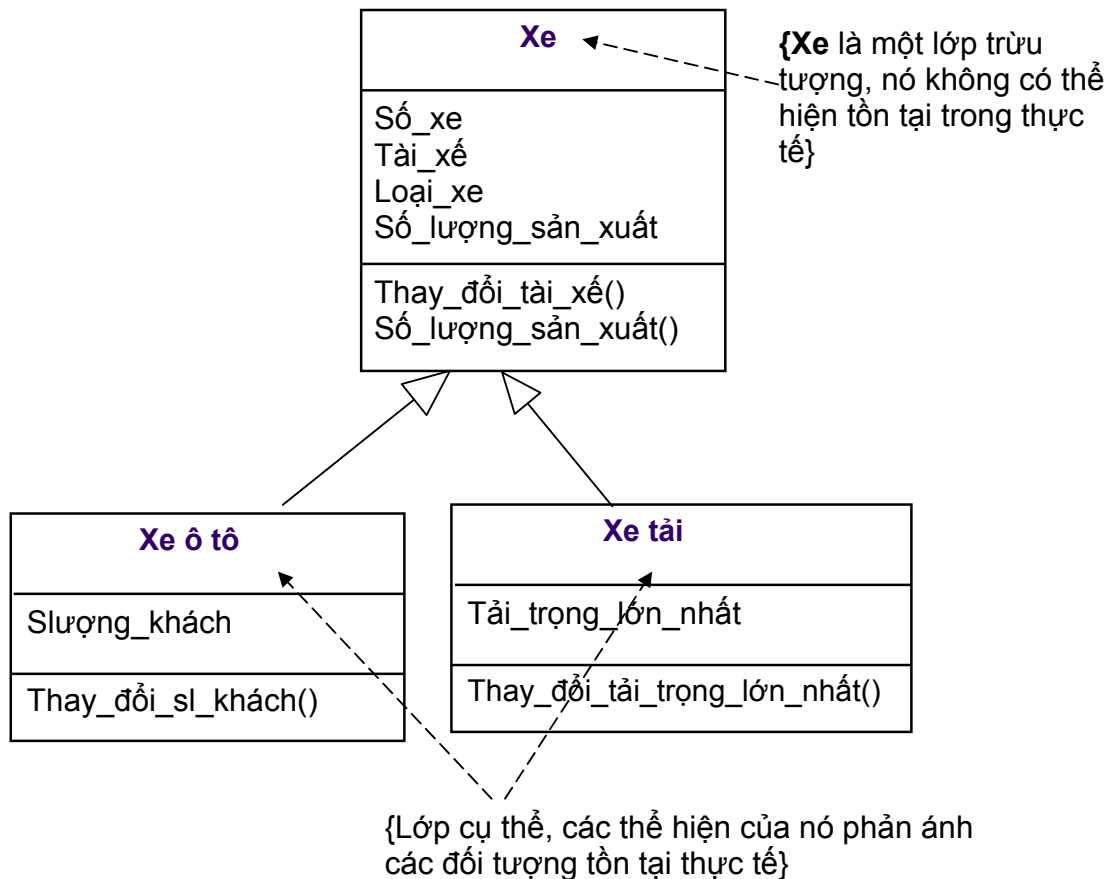 Xe
{Xe là một lớp trừu
tượng, nó không có thể
hiện tồn tại trong thực
tế}
Số_xe
Tài_xế
Loại_xe
Số_lượng_sản_xuất
Thay_đổi_tài_xế()
Số_lượng_sản_xuất()
Xe ô tô
Slượng_khách
Thay_đổi_sl_khách()
Xe tải
Tải_trọng_lớn_nhất
Thay_đổi_tải_trọng_lớn_nhất()
{Lớp cụ thể, các thể hiện của nó phản ánh
các đối tượng tồn tại thực tế}